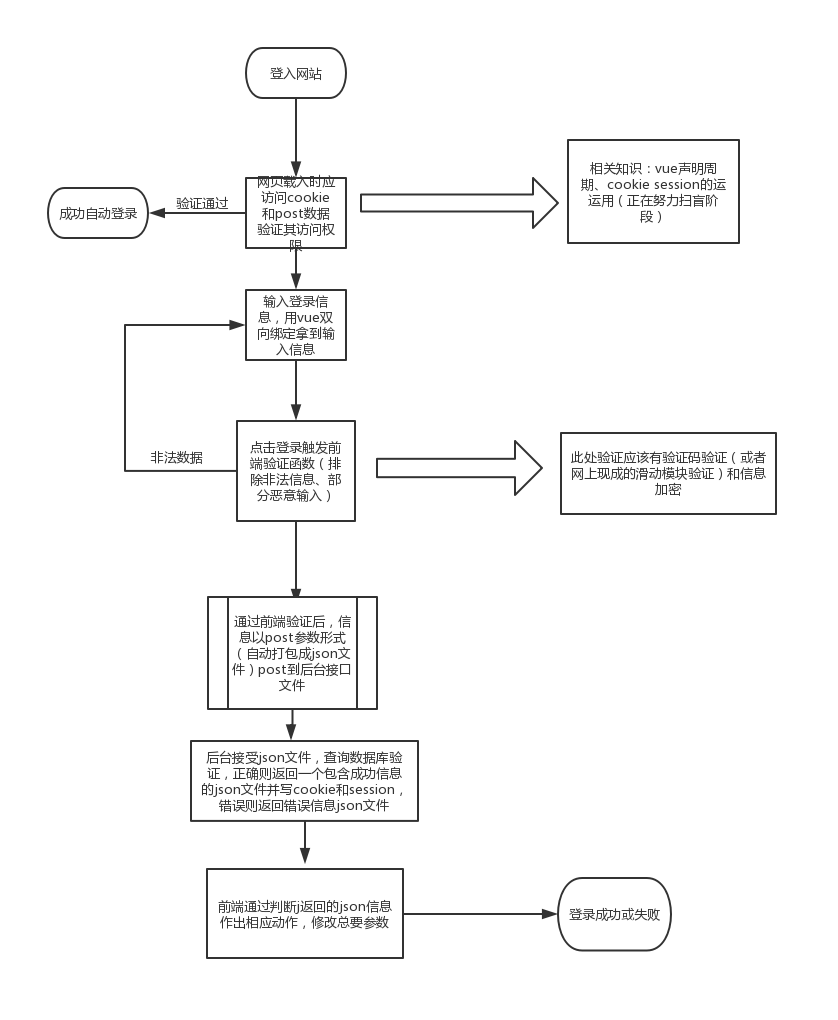 登入网站
网页载入时应
访问cookie
和post数据
验证其访问权
限
相关知识：vue声明周
期、cookie session的运
运用（正在努力扫盲阶
段）
验证通过
成功自动登录
输入登录信
息，用vue双
向绑定拿到输
入信息
点击登录触发前
端验证函数（排
除非法信息、部
分恶意输入）
非法数据
此处验证应该有验证码验证（或者
网上现成的滑动模块验证）和信息
加密
通过前端验证后，信
息以post参数形式
（自动打包成json文
件）post到后台接口
文件
后台接受json文件，查询数据库验
证，正确则返回一个包含成功信息
的json文件并写cookie和session，
错误则返回错误信息json文件
前端通过判断j返回的json信息
作出相应动作，修改总要参数
登录成功或失败